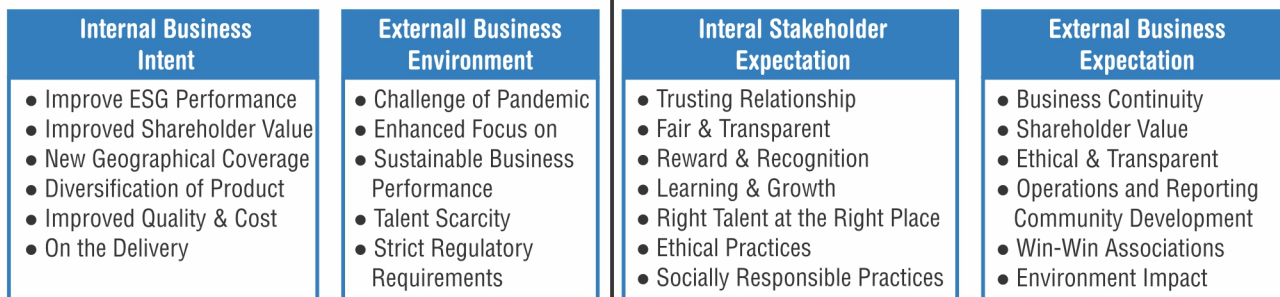 Internal Business
Intent
● Improve ESG Performance
● Improved Shareholder Value
● New Geographical Coverage
● Diversification of Product
● Improved Quality & Cost
● On the Delivery
Externall Business
Environment
● Challenge of Pandemic
● Enhanced Focus on
● Sustainable Business
Performance
● Talent Scarcity
● Strict Regulatory
Requirements
Interal Stakeholder
Expectation
● Trusting Relationship
● Fair & Transparent
● Reward & Recognition
● Learning & Growth
● Right Talent at the Right Place
● Ethical Practices
● Socially Responsible Practices
External Business
Expectation
● Business Continuity
● Shareholder Value
● Ethical & Transparent
● Operations and Reporting
Community Development
● Win-Win Associations
● Environment Impact